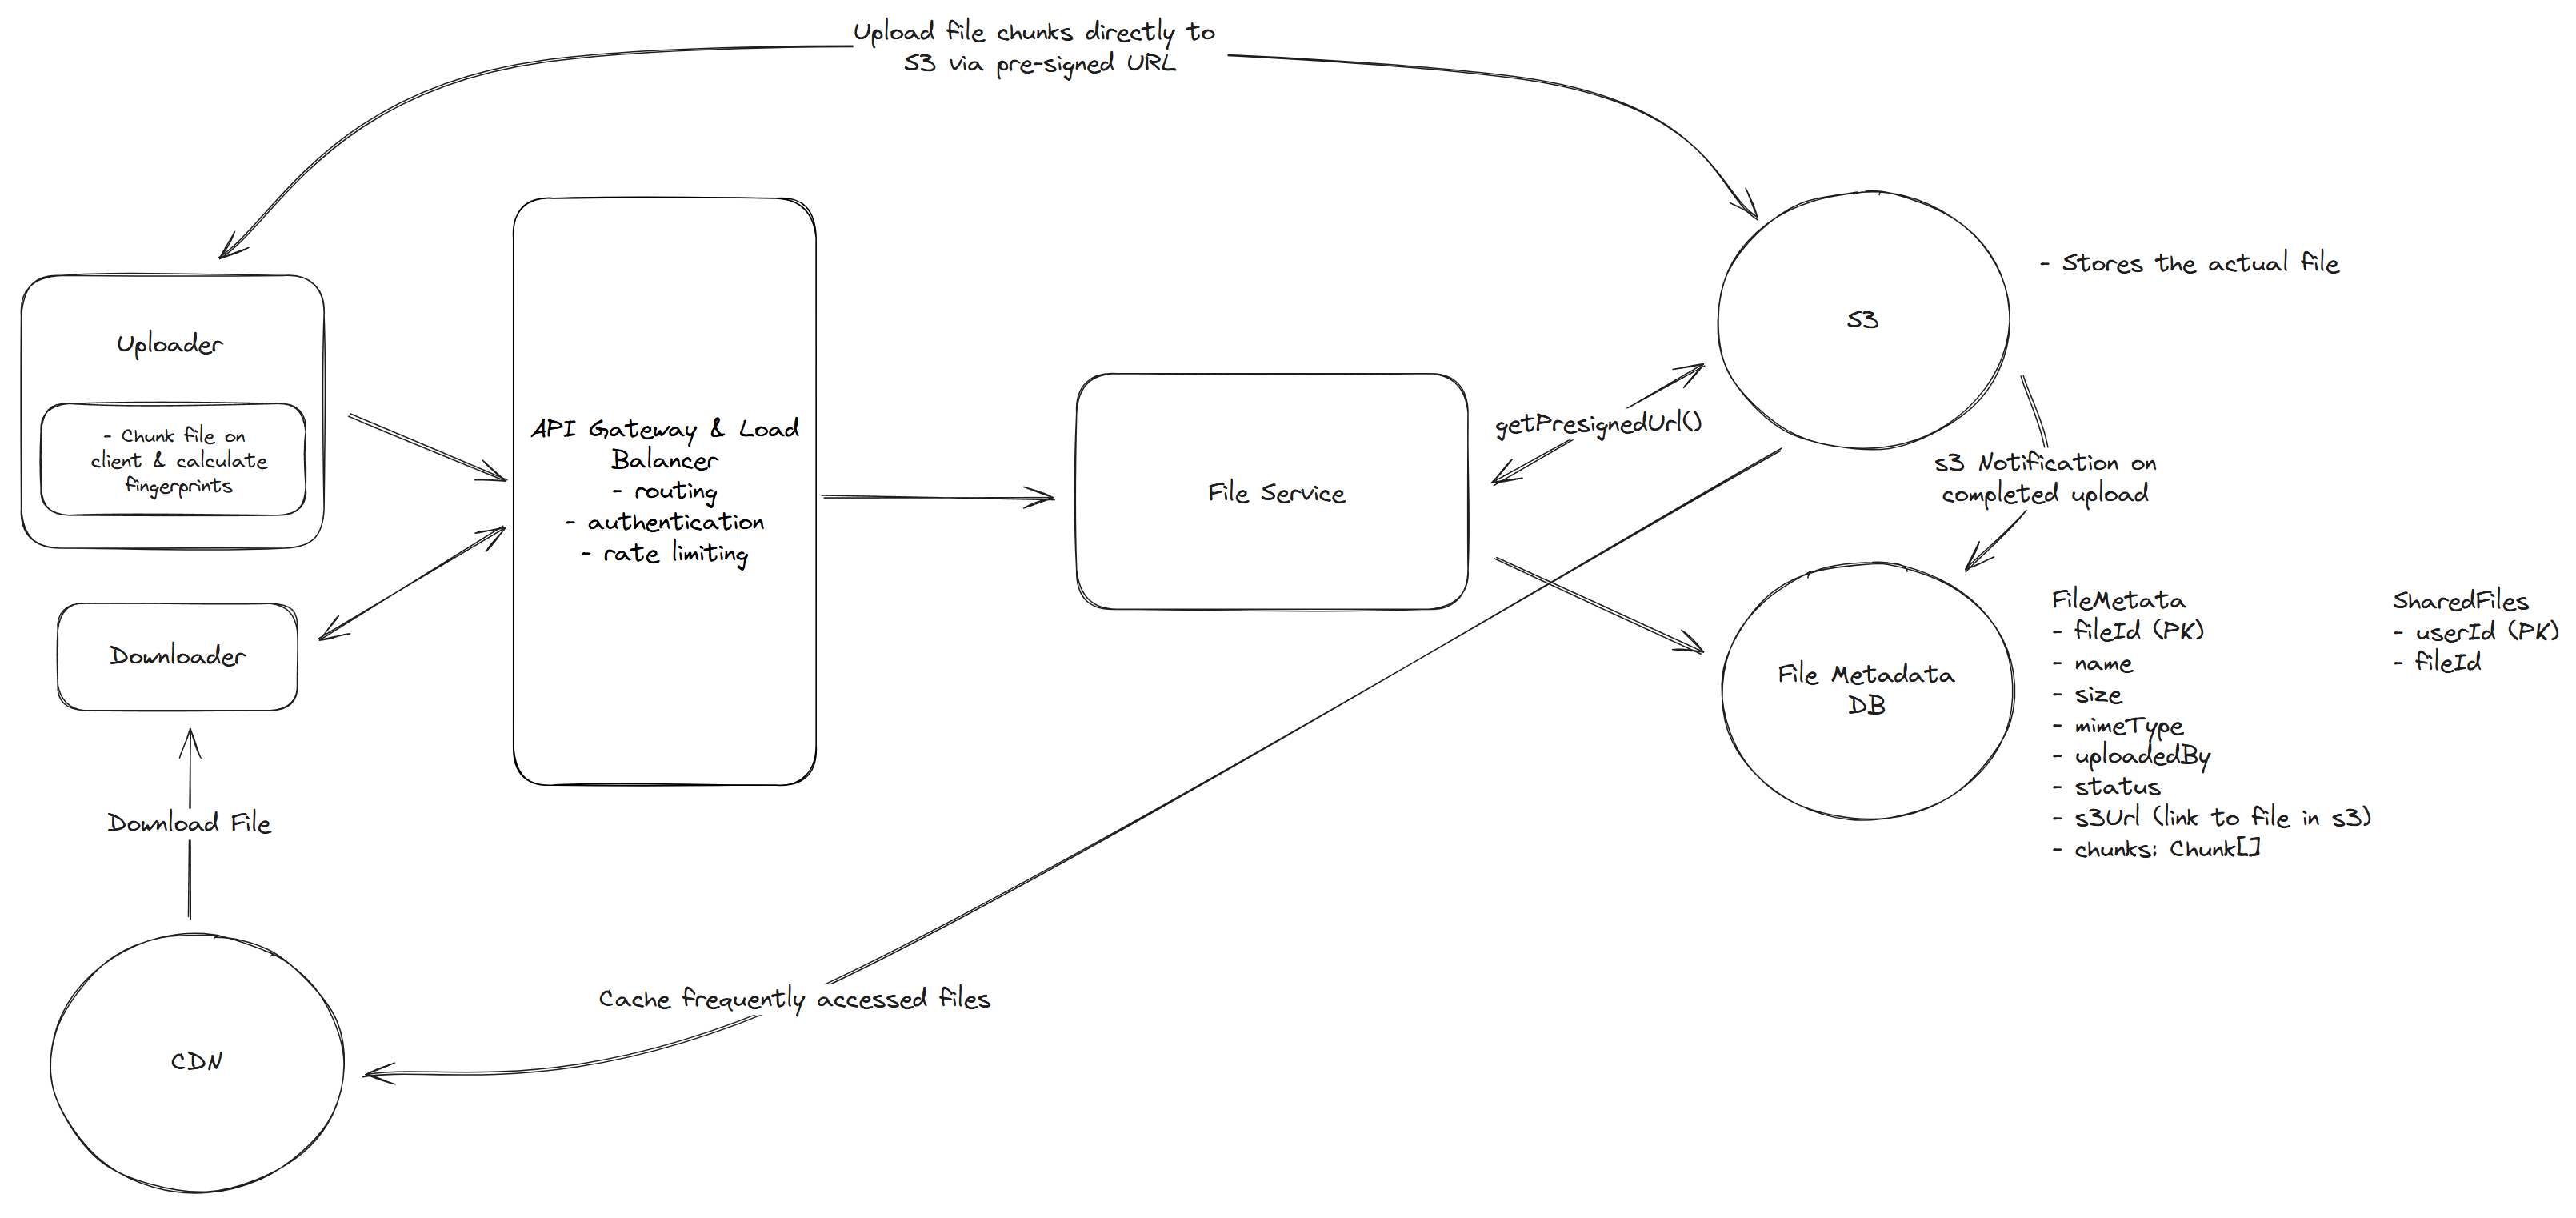 Upload file chunks directly to
S3 via pre-signed URL
Uploader
- Chunk file on
client & calculate
fingerprints
API Gateway & Load
Balancer
- routing
- authentication
- rate limiting
File Service
getPresignedUrl()
S3
- Stores the actual file
s3 Notification on
completed upload
Downloader
File Metadata
DB
FileMetata
- fileId (PK)
- name
- size
- mimeType
- uploadedBy
- status
- s3Url (link to file in s3)
- chunks: Chunk[]
SharedFiles
- userId (PK)
- fileId
Download File
Cache frequently accessed files
CDN